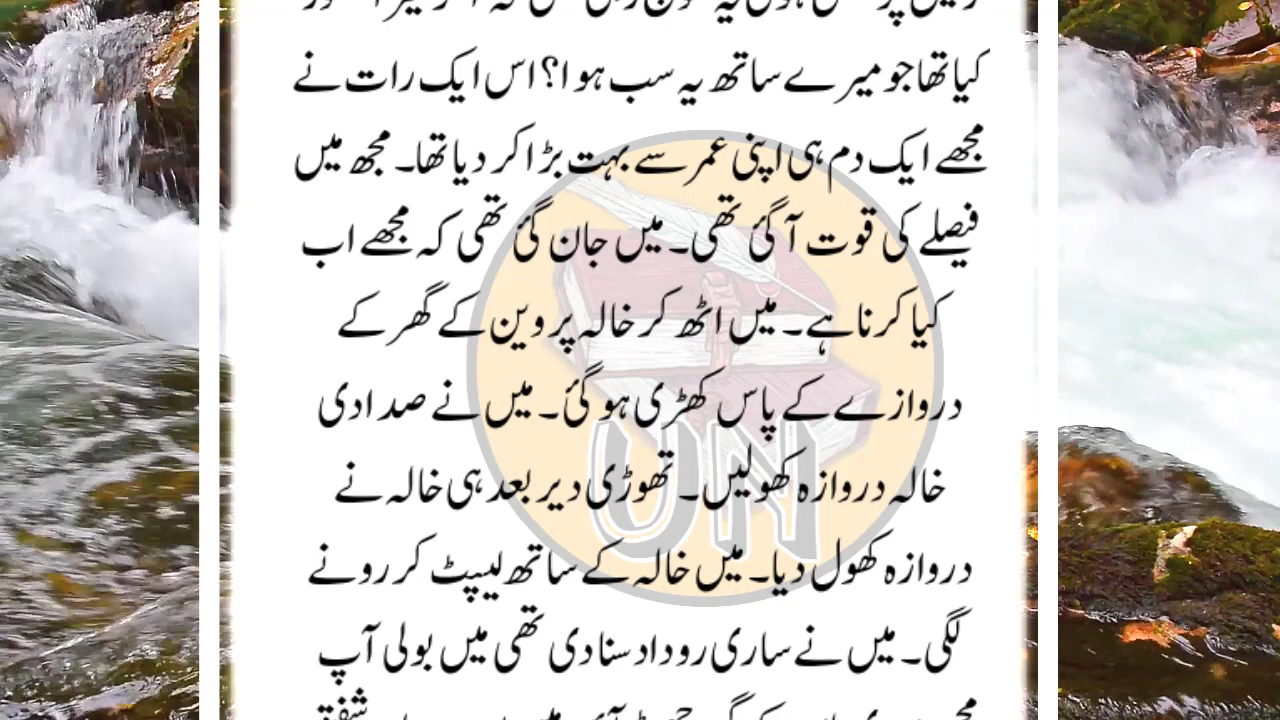 کیا تھا جو میرے ساتھ یہ سب ہوا؟ اس ایک رات نے
مجھے ایک دم ہی اپنی عمر سے بہت بڑا کر دیا تھا۔ مجھ میں
فیصلے کی قوت آ گئی تھی۔ میں جان گئی تھی کہ مجھے اب
کیا کرنا ہے۔ میں اٹھ کر خالہ پروین کے گھر کے
دروازے کے پاس کھڑی ہو گئی۔ میں نے صدا دی
خالہ دروازہ کھولیں۔ تھوڑی دیر بعد ہی خالہ نے
دروازہ کھول دیا۔ میں خالہ کے ساتھ لیپٹ کر رونے
لگی۔ میں نے ساری روداد سنا دی تھی میں بولی آپ
UN